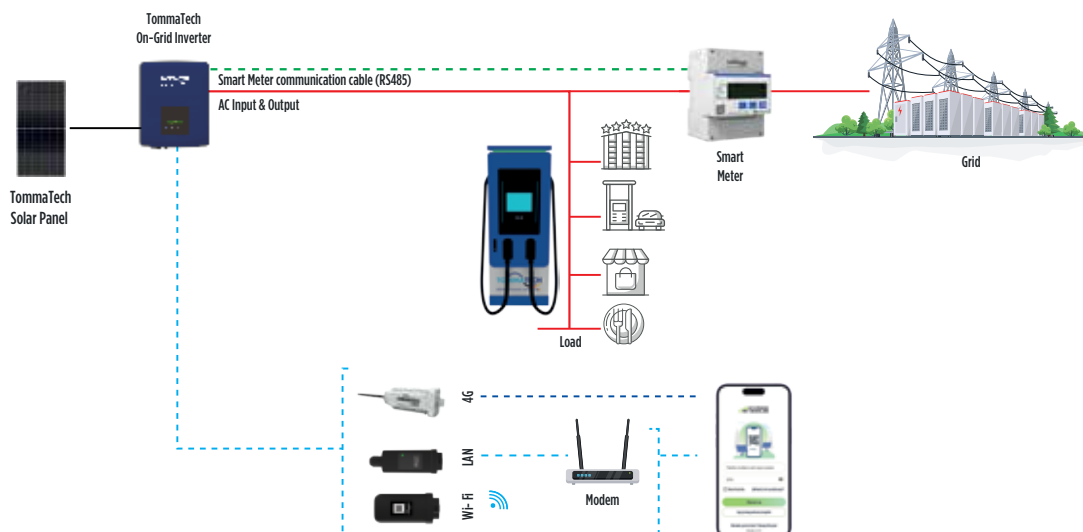 TommaTech
On-Grid Inverter
Smart Meter communication cable (RS485)
AC Input & Output
TommaTech
Solar Panel
Smart
Meter
Grid
TOMMATECH
Load
4G
LAN
Wi-Fi
Modem